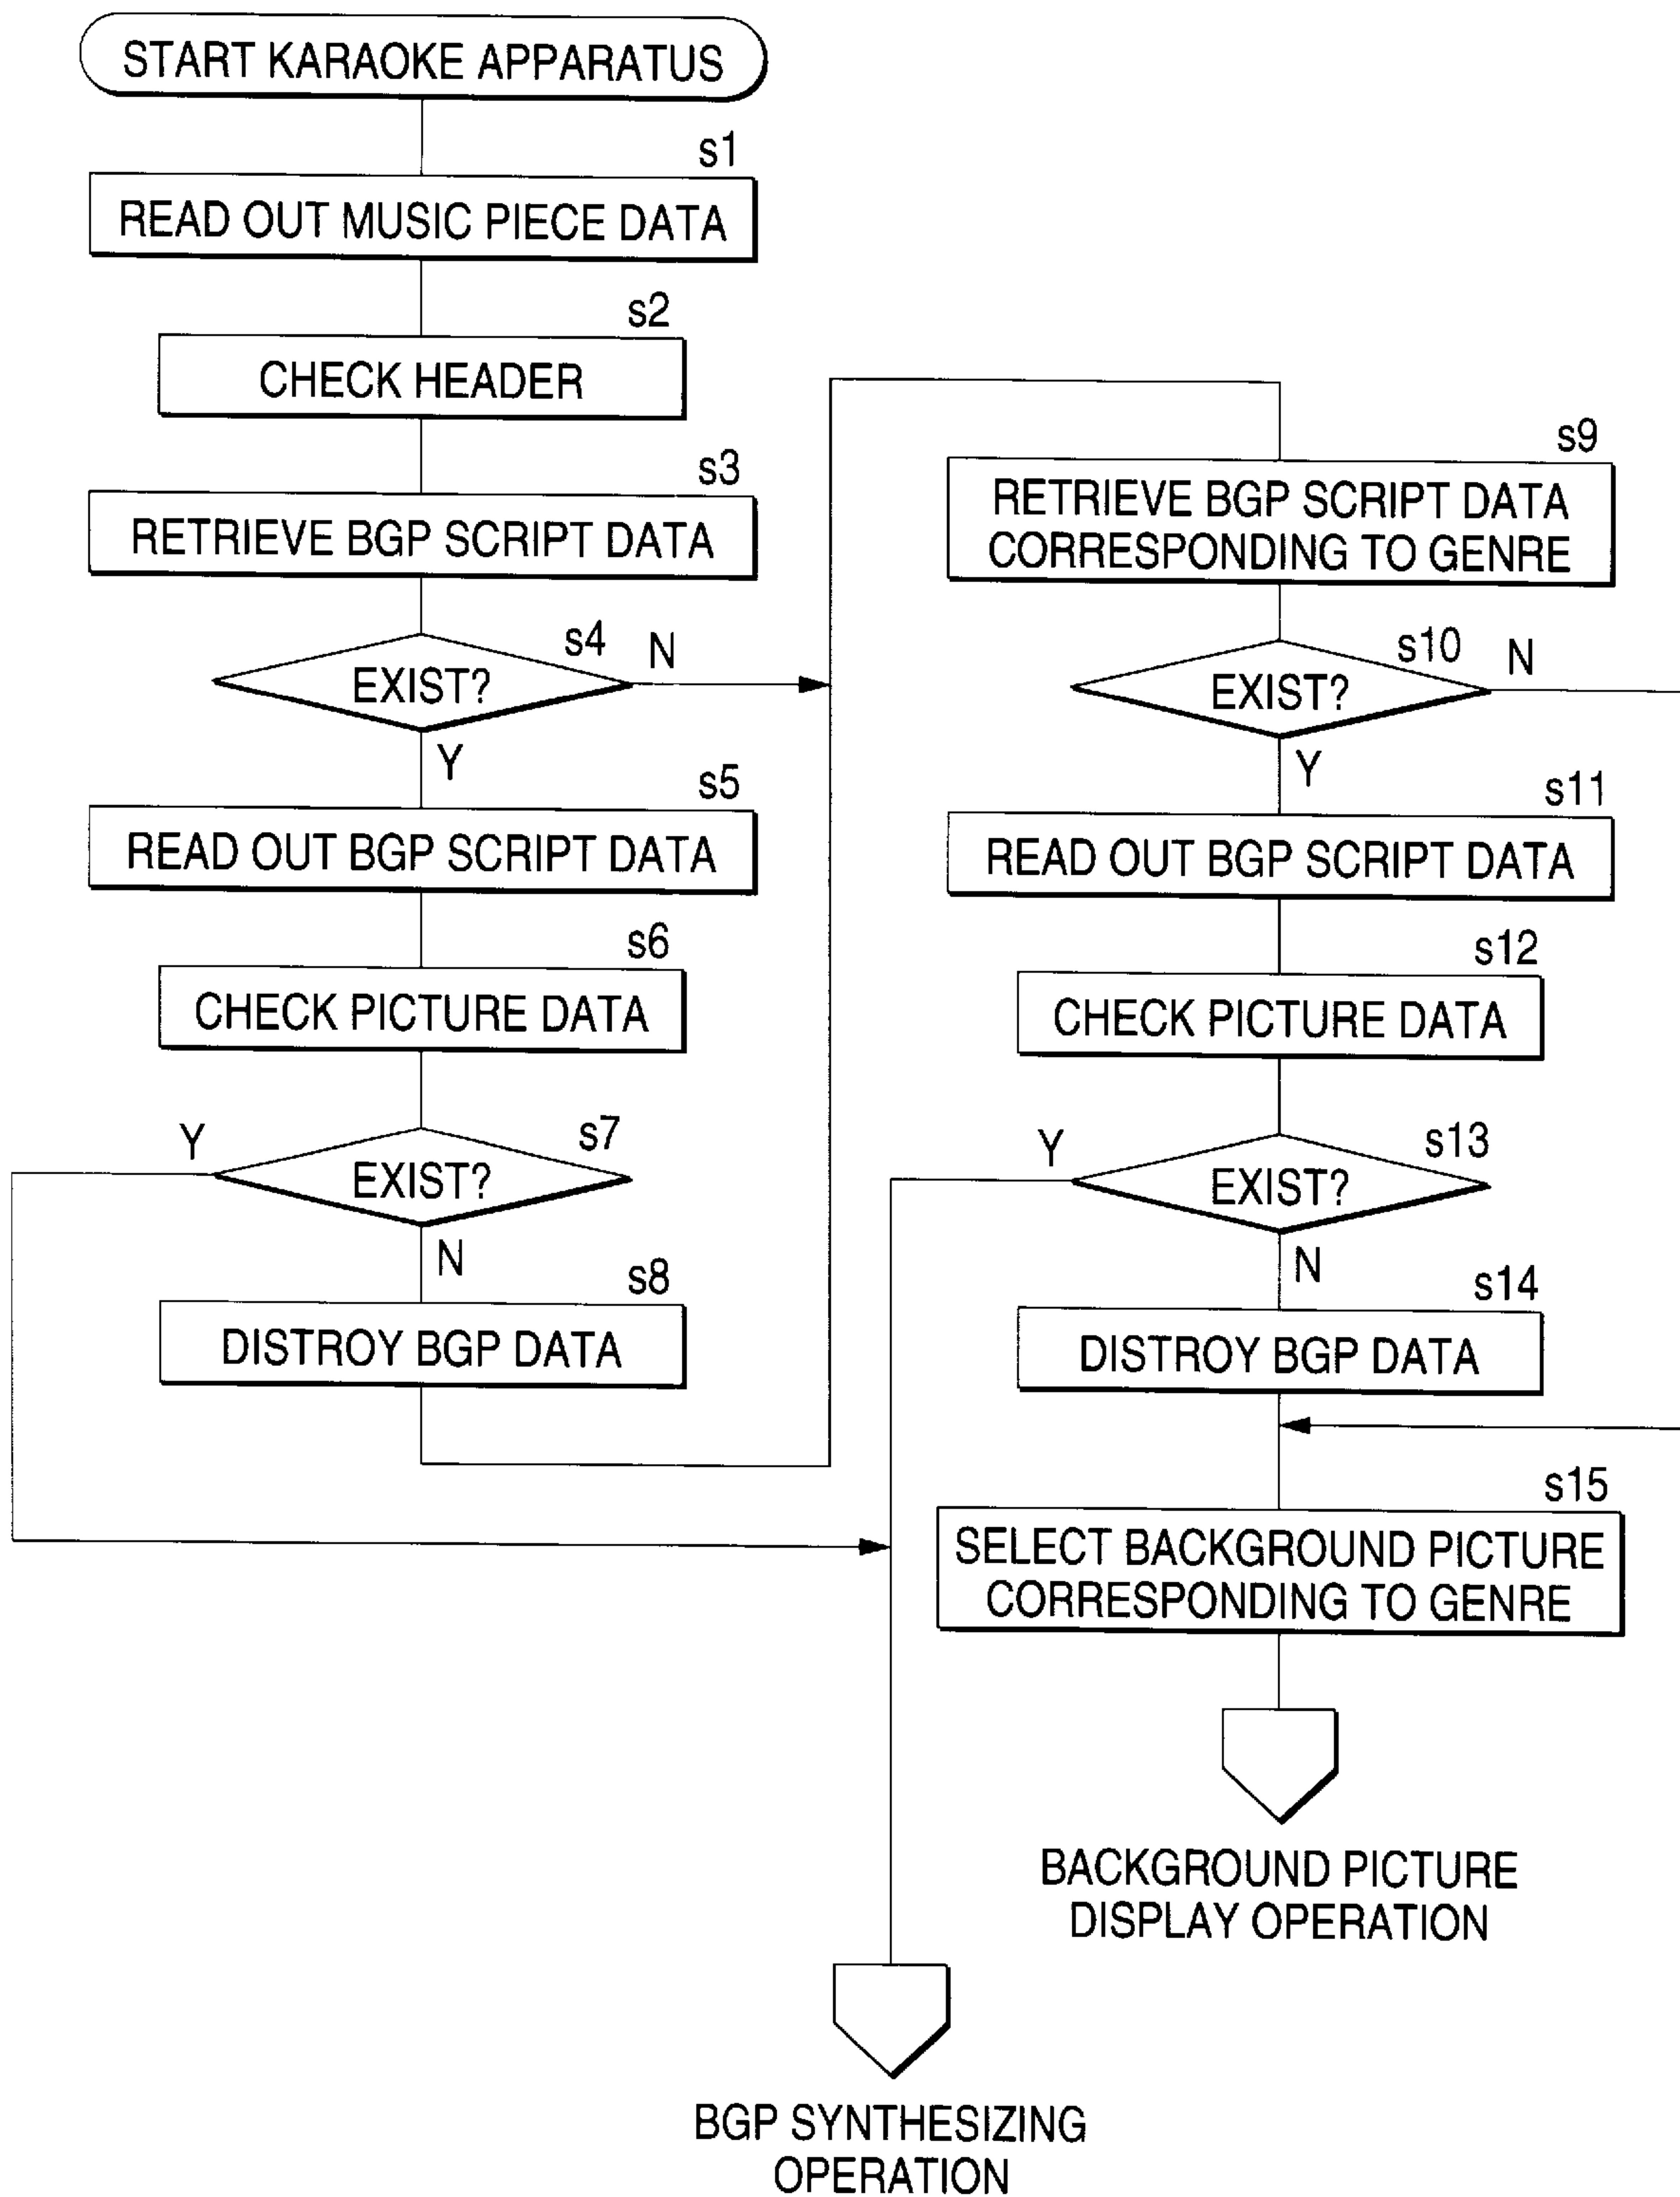 START KARAOKE APPARATUS
s1
READ OUT MUSIC PIECE DATA
s2
CHECK HEADER
s3
RETRIEVE BGP SCRIPT DATA
s4
N
EXIST?
Y
s5
READ OUT BGP SCRIPT DATA
s6
CHECK PICTURE DATA
s7
Y
EXIST?
N
s8
DISTROY BGP DATA
s9
RETRIEVE BGP SCRIPT DATA
CORRESPONDING TO GENRE
s10
N
EXIST?
Y
s11
READ OUT BGP SCRIPT DATA
s12
CHECK PICTURE DATA
s13
Y
EXIST?
N
s14
DISTROY BGP DATA
s15
SELECT BACKGROUND PICTURE
CORRESPONDING TO GENRE
BACKGROUND PICTURE
DISPLAY OPERATION
BGP SYNTHESIZING
OPERATION